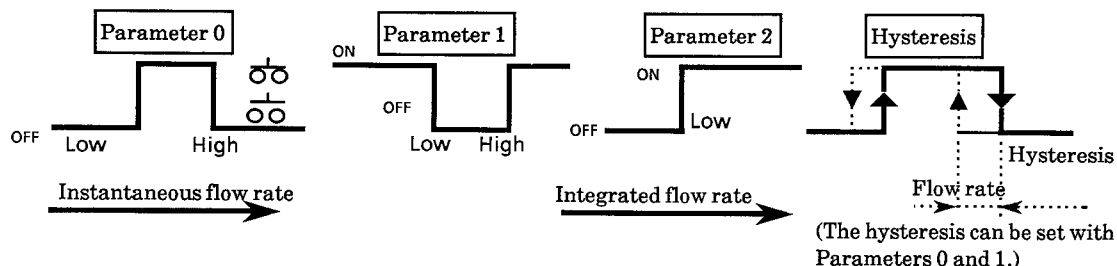 Parameter 0
OFF
Low
High
Instantaneous flow rate
Parameter 1
ON
OFF
Low
High
Parameter 2
ON
OFF
Low
Integrated flow rate
Hysteresis
Hysteresis
Flow rate
(The hysteresis can be set with
Parameters 0 and 1.)